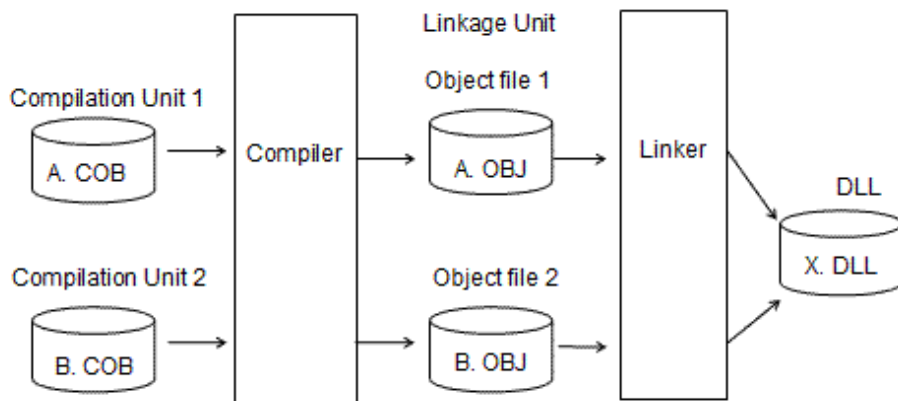 Linkage Unit
Compilation Unit 1
A. COB
Compiler
Object file 1
A. OBJ
Linker
DLL
X. DLL
Compilation Unit 2
B. COB
Object file 2
B. OBJ